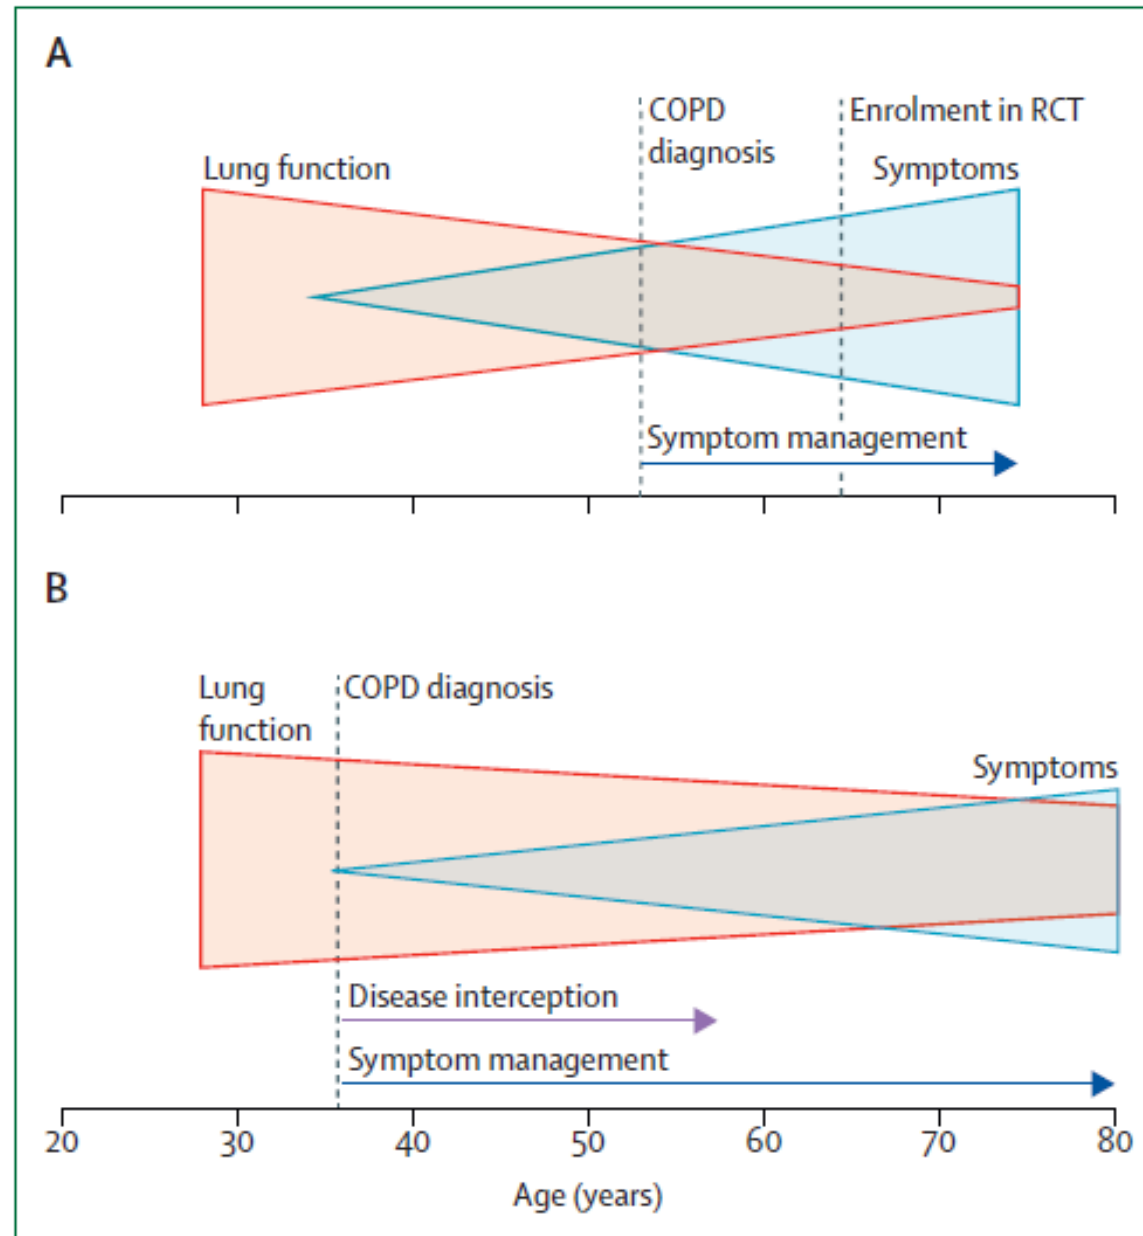 A
COPD
diagnosis
Enrolment in RCT
Lung function
Symptoms
Symptom management
B
Lung
function
COPD diagnosis
Symptoms
Disease interception
Symptom management
20 30 40 50 60 70 80
Age (years)